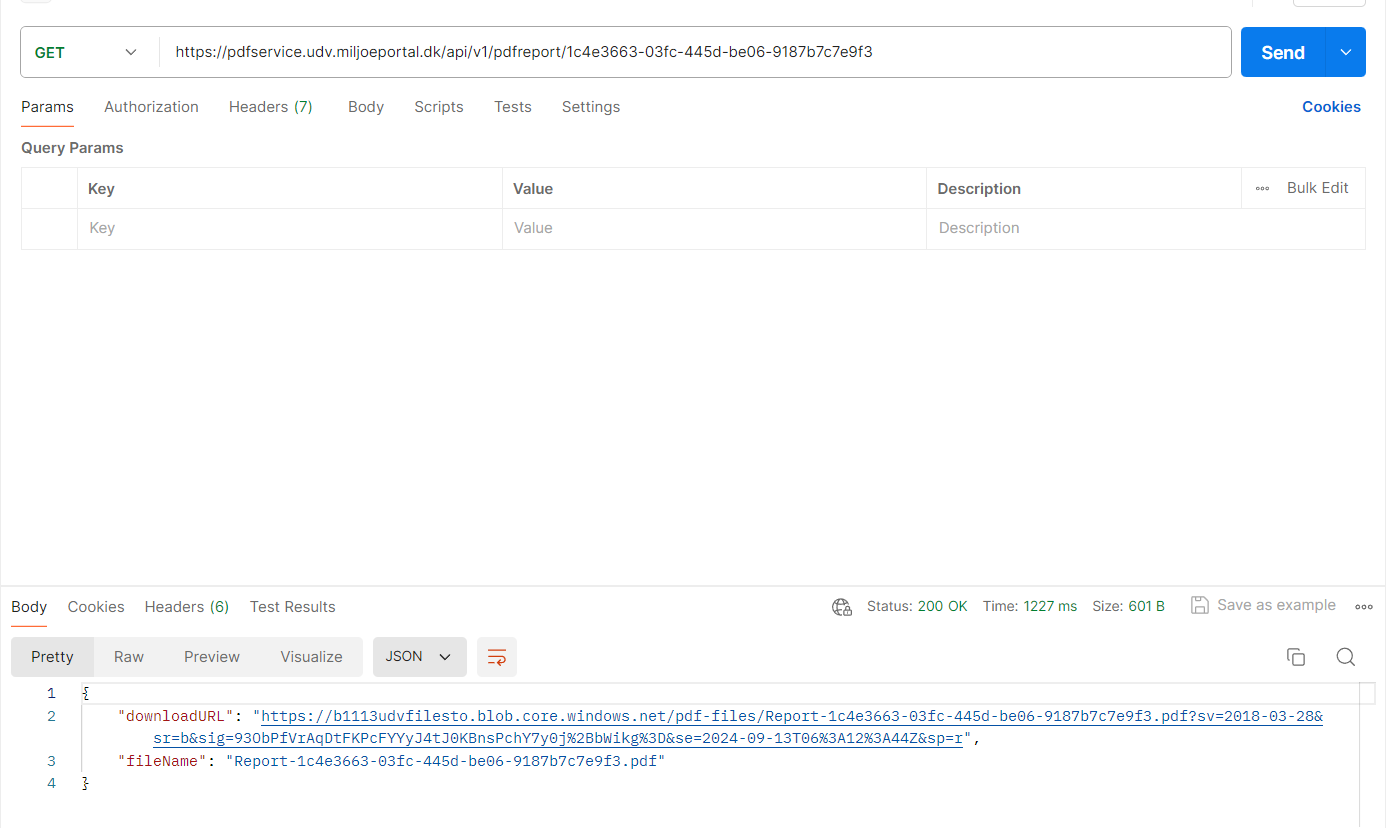 GET https://pdfservice.udv.miljoeportal.dk/api/v1/pdfreport/1c4e3663-03fc-445d-be06-9187b7c7e9f3 Send
Params Authorization Headers (7) Body Scripts Tests Settings Cookies
Query Params
Key Value Description Bulk Edit
Key Value Description
Body Cookies Headers (6) Test Results Status: 200 OK Time: 1227 ms Size: 601 B Save as example
Pretty Raw Preview Visualize JSON
1 {
2 "downloadURL": "https://b1113udvfilesto.blob.core.windows.net/pdf-files/Report-1c4e3663-03fc-445d-be06-9187b7c7e9f3.pdf?sv=2018-03-28&
sr=b&sig=93ObPfVrAqDtFKPcFYYyJ4tJ0KBnsPchY7y0j%2BbWikg%3D&se=2024-09-13T06%3A12%3A44Z&sp=r",
3 "fileName": "Report-1c4e3663-03fc-445d-be06-9187b7c7e9f3.pdf"
4 }